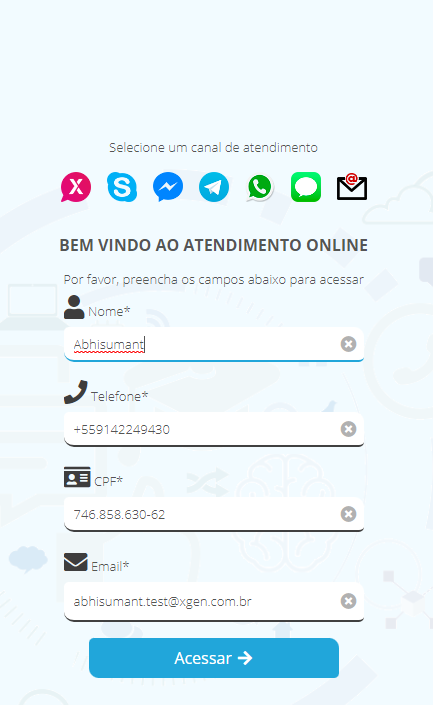 Selecione um canal de atendimento
BEM VINDO AO ATENDIMENTO ONLINE
Por favor, preencha os campos abaixo para acessar
Nome*
Abhisumant
Telefone*
+559142249430
CPF*
746.858.630-62
Email*
abhisumant.test@xgen.com.br
Acessar